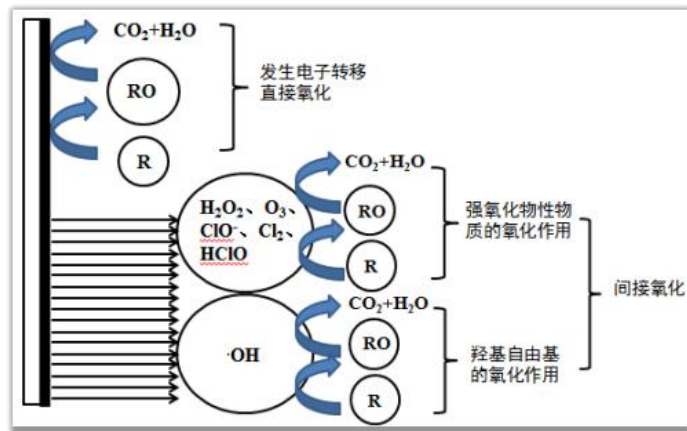 CO₂+H₂O
RO
R
发生电子转移
直接氧化
H₂O₂、O₃、
ClO⁻、Cl₂、
HClO
CO₂+H₂O
RO
R
强氧化物性物
质的氧化作用
·OH
CO₂+H₂O
RO
R
羟基自由基
的氧化作用
间接氧化